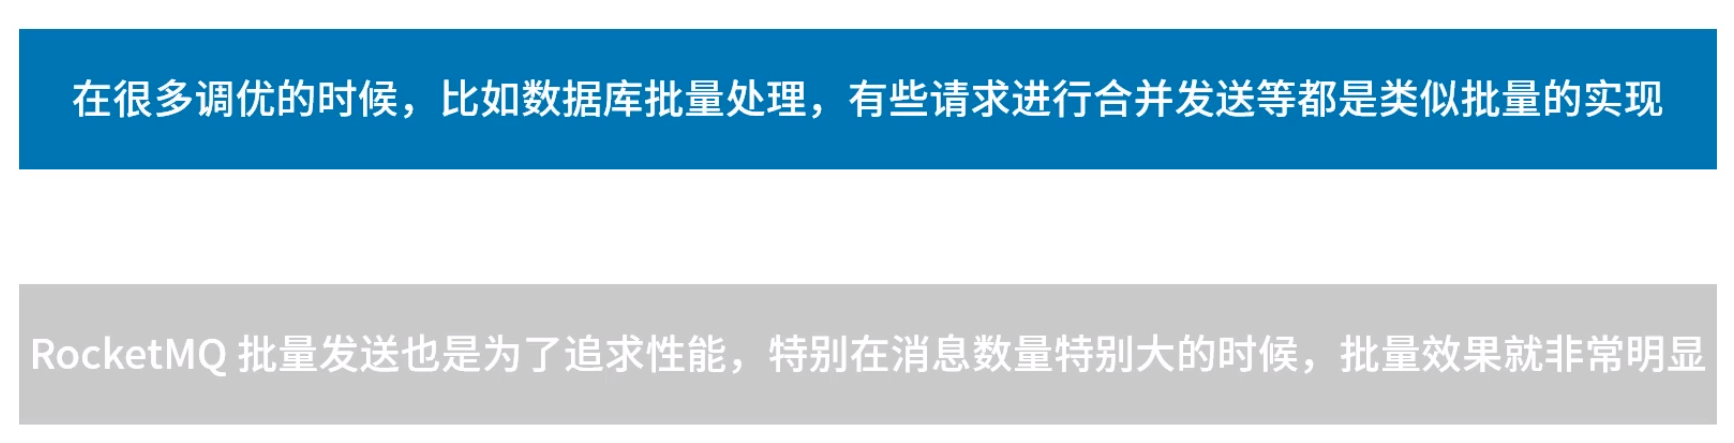 在很多调优的时候，比如数据库批量处理，有些请求进行合并发送等都是类似批量的实现
RocketMQ 批量发送也是为了追求性能，特别在消息数量特别大的时候，批量效果就非常明显